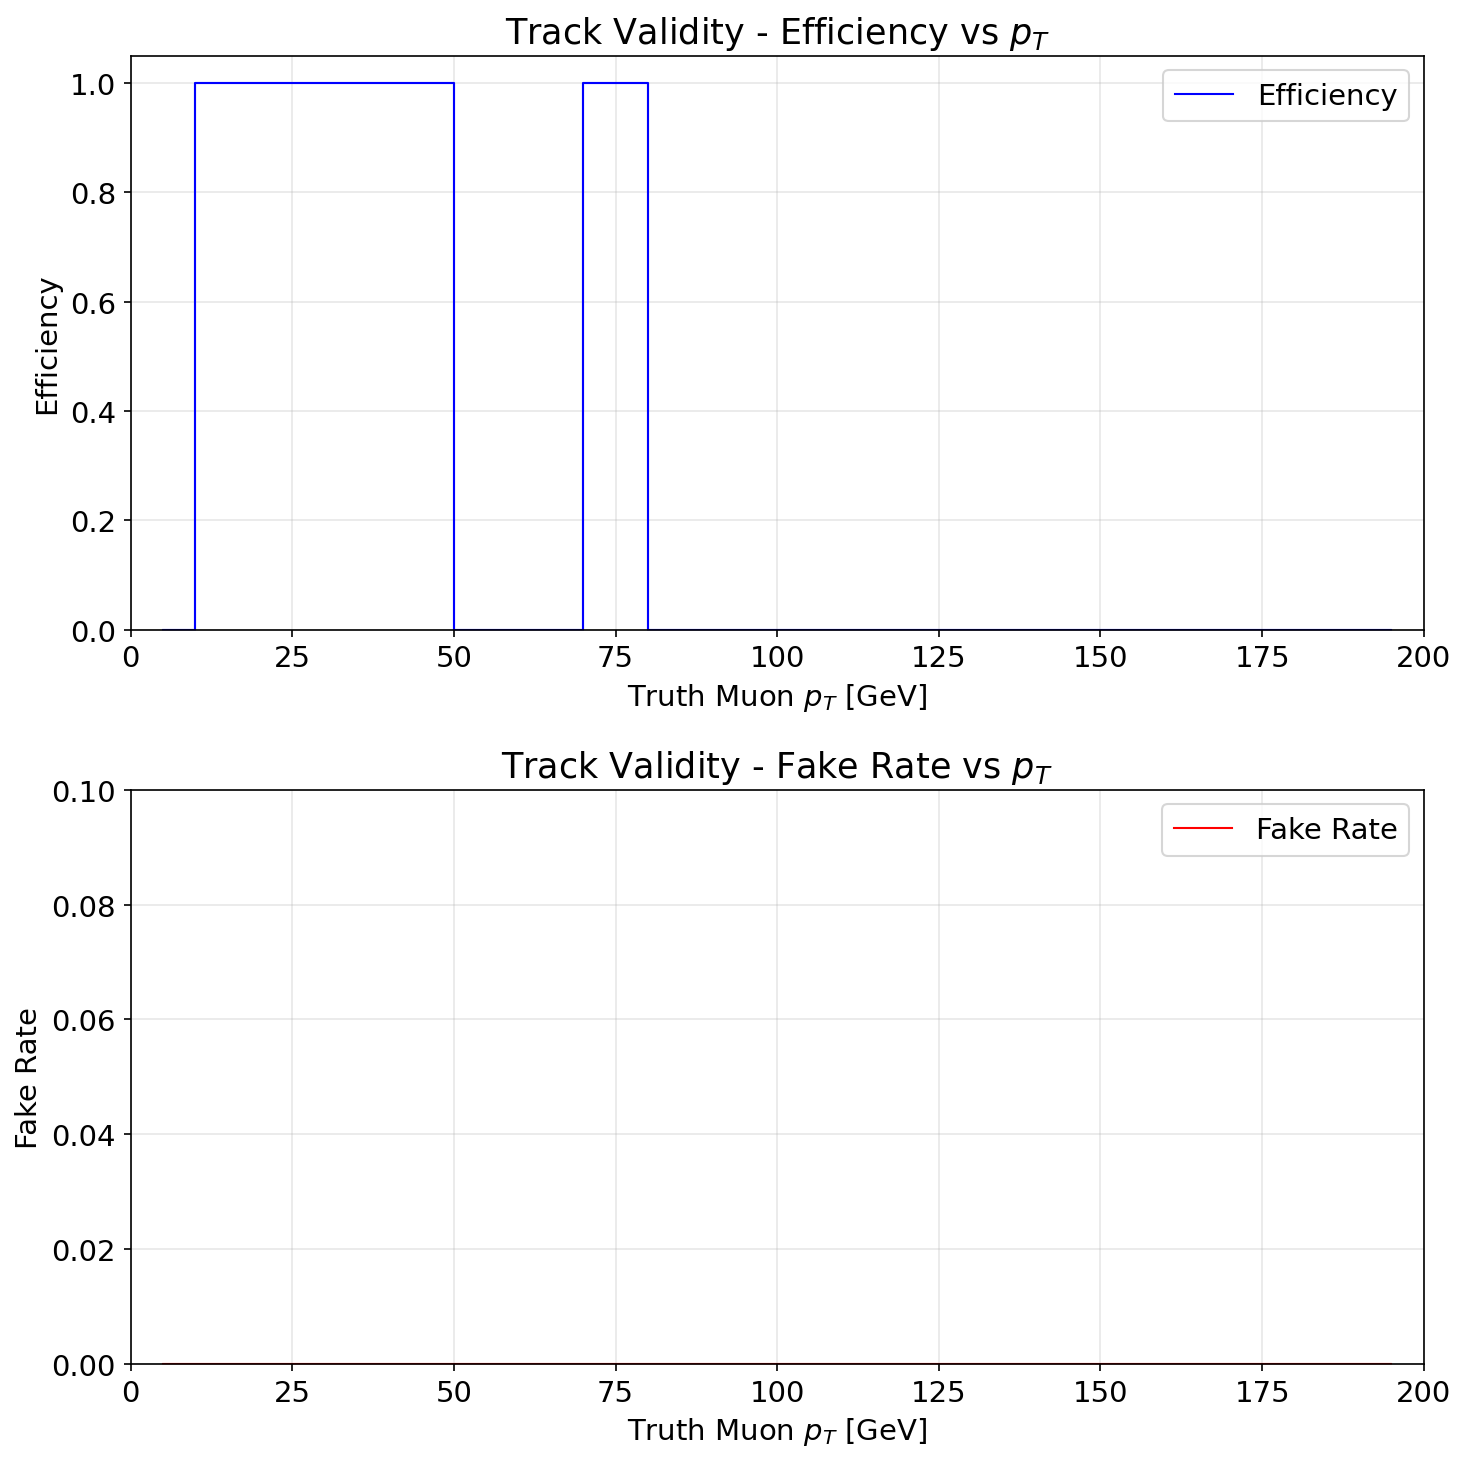 Track Validity - Efficiency vs p_T
Efficiency
1.0
0.8
0.6
0.4
0.2
0.0
Efficiency
0 25 50 75 100 125 150 175 200
Truth Muon p_T [GeV]
Track Validity - Fake Rate vs p_T
Fake Rate
0.10
0.08
0.06
0.04
0.02
0.00
Fake Rate
0 25 50 75 100 125 150 175 200
Truth Muon p_T [GeV]